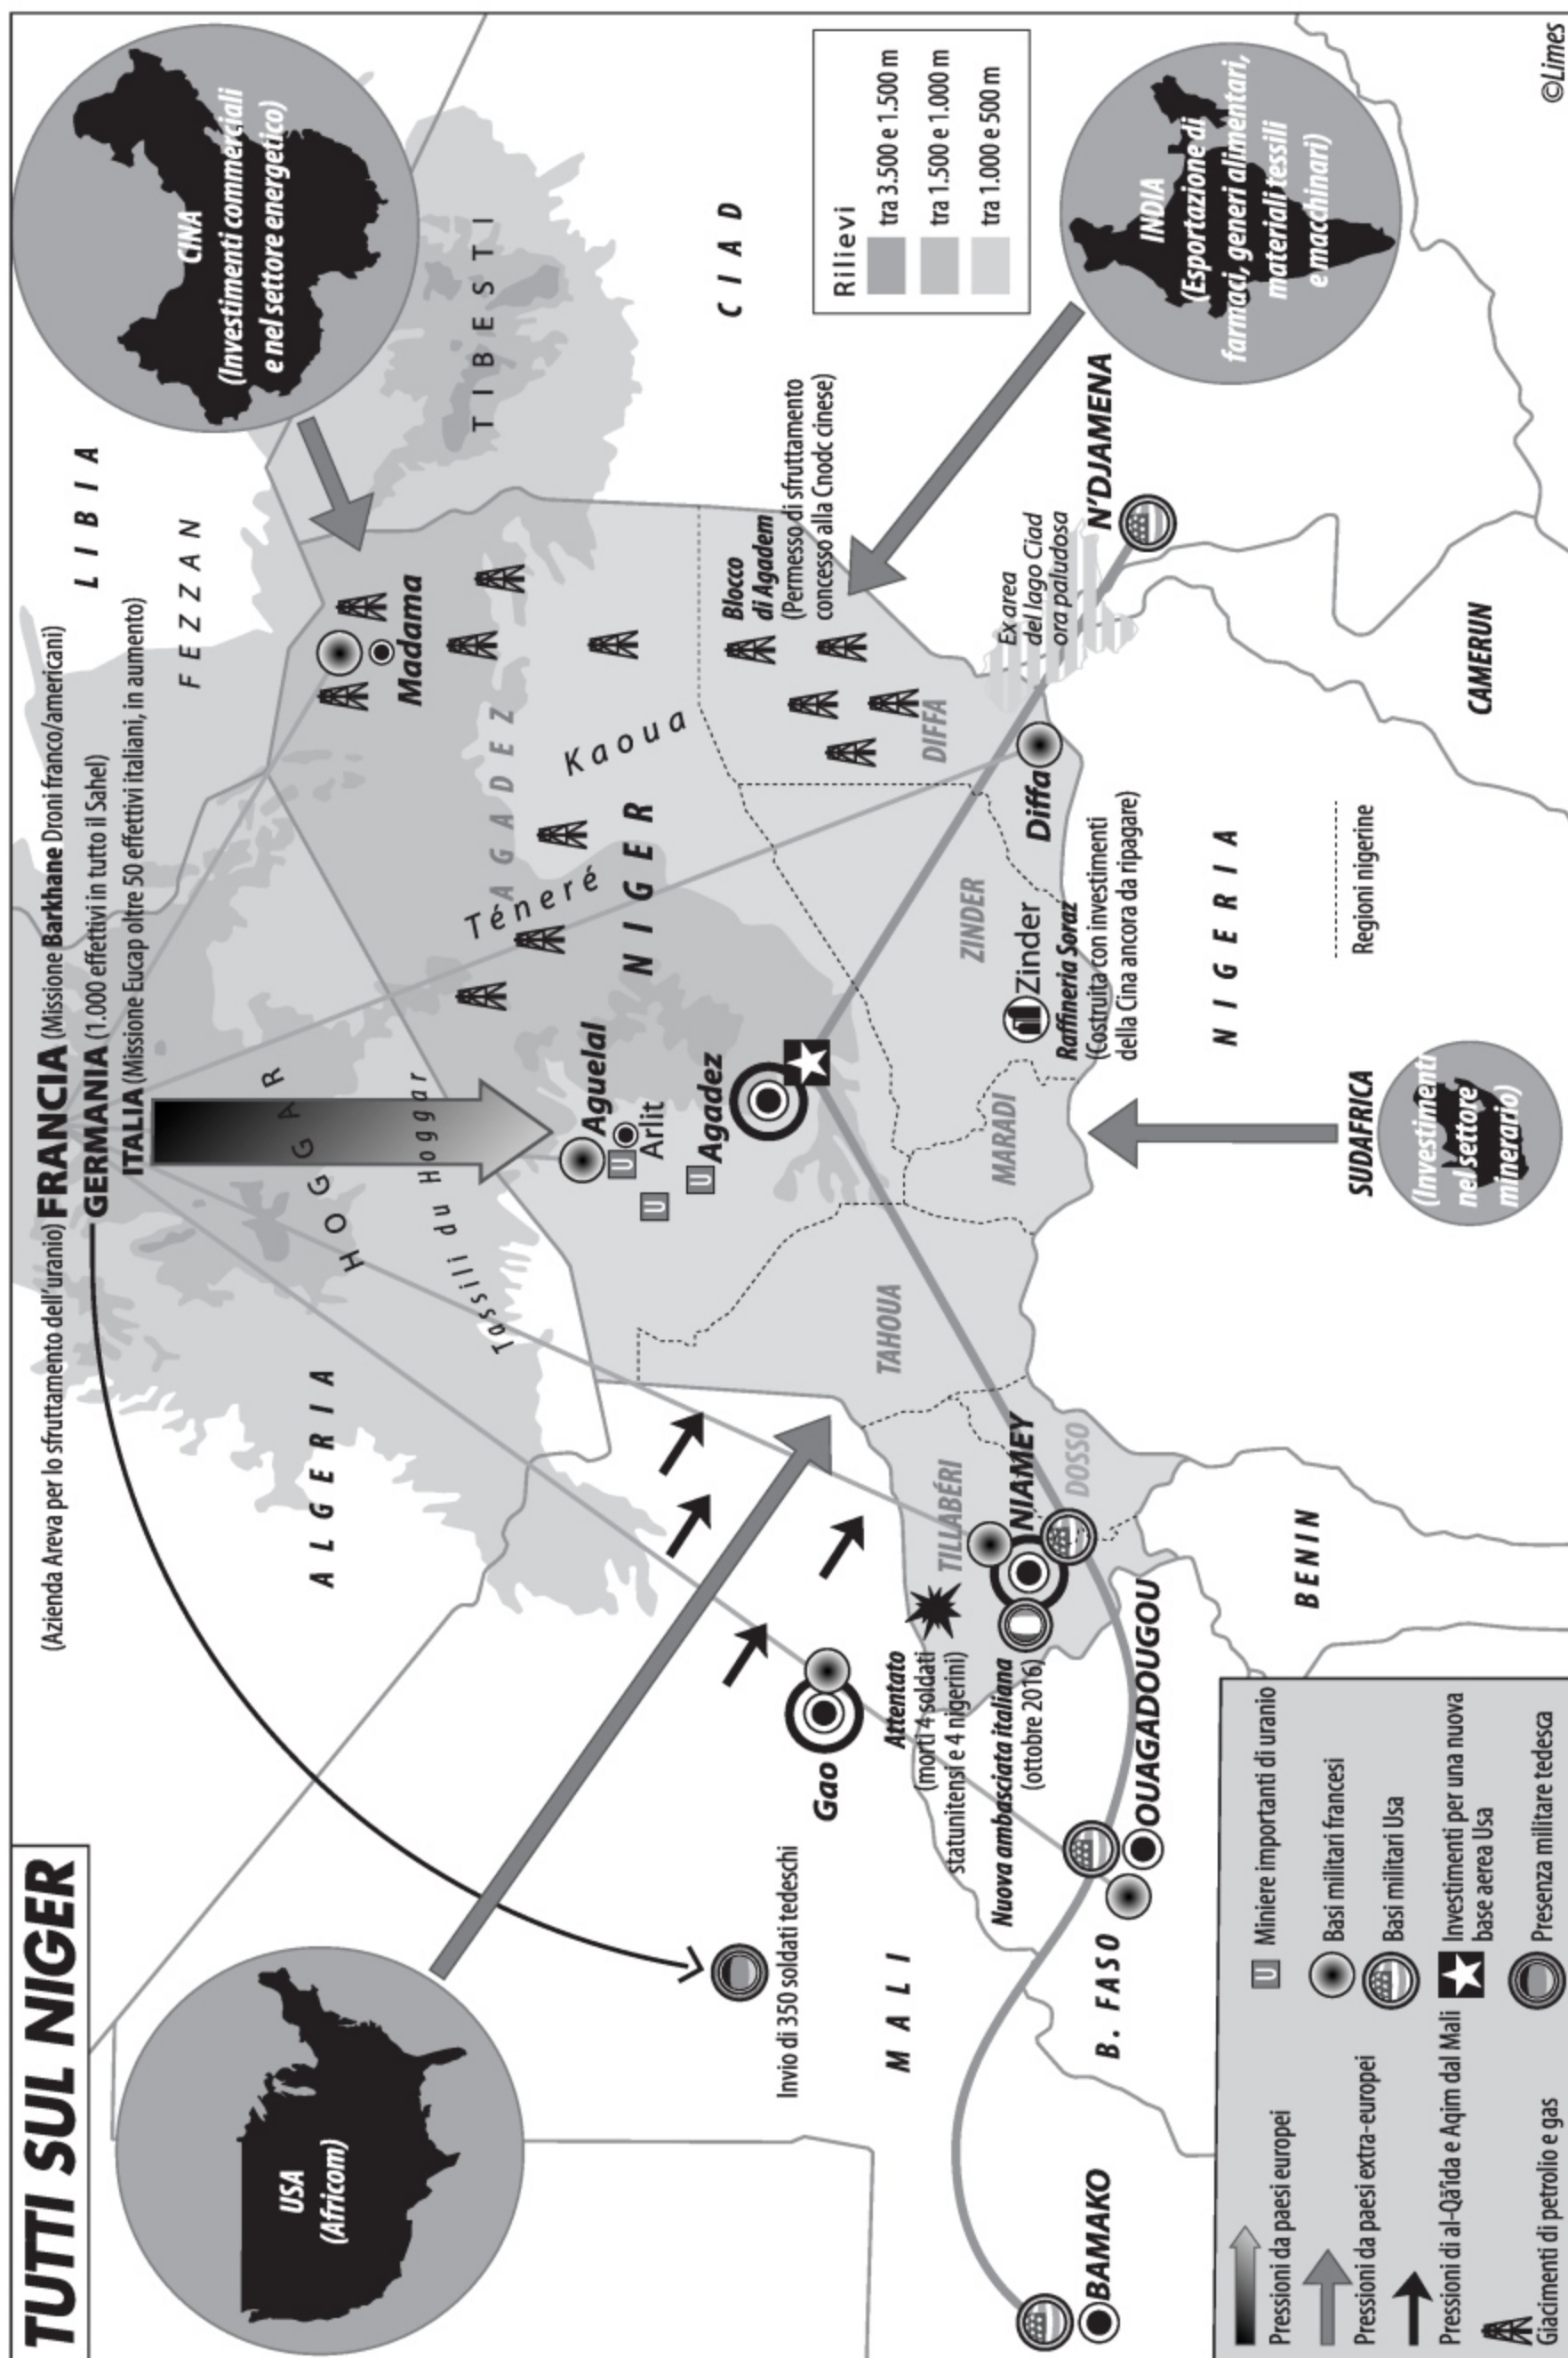 TUTTI SUL NIGER
(Azienda Areva per lo sfruttamento dell'uranio) FRANCIA (Missione Barkhane Droni franco/americani)
GERMANIA (1.000 effettivi in tutto il Sahel)
ITALIA (Missione Eucap oltre 50 effettivi italiani, in aumento)
USA
(Africom)
CINA
(Investimenti commerciali
e nel settore energetico)
LIBIA
FEZZAN
ALGERIA
HOGGAR
Tassili du Hoggar
TIBESTI
Madama
AGADEZ
Ténéré
Kaoua
NIGER
Aguelal
Arlit
Agadez
Blocco
di Agadem
(Permesso di sfruttamento
concesso alla Cnodc cinese)
CIAD
Rilievi
tra 3.500 e 1.500 m
tra 1.500 e 1.000 m
tra 1.000 e 500 m
Invio di 350 soldati tedeschi
Gao
MALI
Attentato
(morti 4 soldati
statunitensi e 4 nigerini)
Nuova ambasciata italiana
(ottobre 2016)
TILLABÉRI
NIAMEY
DOSSO
TAHOUA
MARADI
ZINDER
Zinder
Raffineria Soraz
(Costruita con investimenti
della Cina ancora da ripagare)
DIFFA
Diffa
Ex area
del lago Ciad
ora paludosa
N'DJAMENA
INDIA
(Esportazione di
farmaci, generi alimentari,
materiali tessili
e macchinari)
BAMAKO
B. FASO
OUAGADOUGOU
BENIN
NIGERIA
CAMERUN
SUDAFRICA
(Investimenti
nel settore
minerario)
Regioni nigerine
Pressioni da paesi europei
Pressioni da paesi extra-europei
Pressioni di al-Qā'ida e Aqim dal Mali
Giacimenti di petrolio e gas
U Miniere importanti di uranio
Basi militari francesi
Basi militari Usa
Investimenti per una nuova
base aerea Usa
Presenza militare tedesca
U
U
U
©Limes